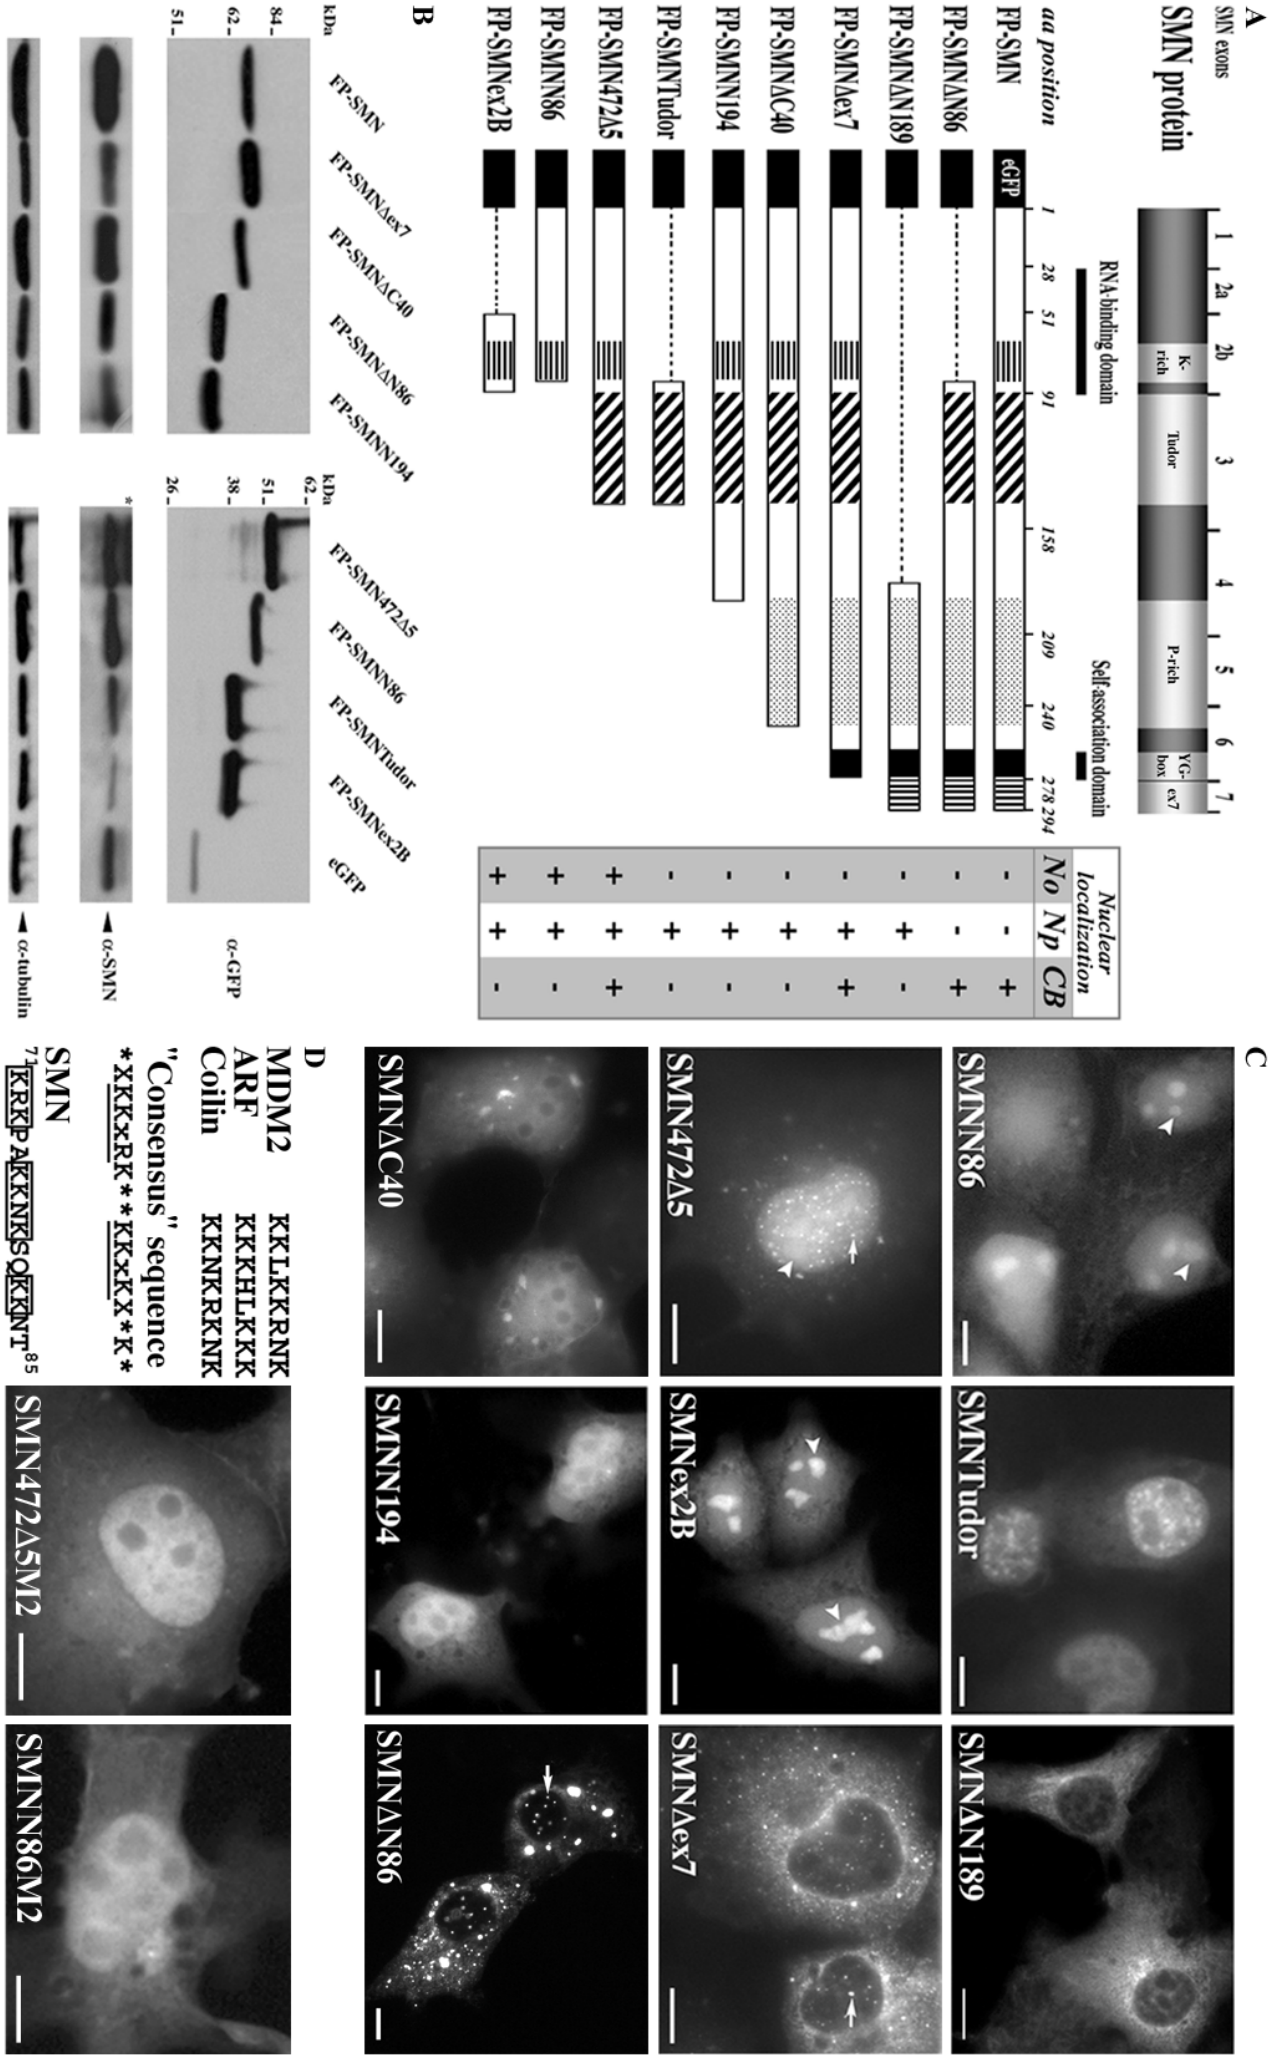 A
SMN exons 1 2a 2b 3 4 5 6 7
SMN protein K-rich Tudor P-rich YG-box ex7
RNA-binding domain Self-association domain
aa position 1 28 51 91 158 209 240 278 294
Nuclear localization
No Np CB
FP-SMN eGFP - - +
FP-SMNΔN86 - - +
FP-SMNΔN189 - + -
FP-SMNΔex7 - + +
FP-SMNΔC40 - + -
FP-SMNN194 - + -
FP-SMNTudor - + -
FP-SMN472Δ5 + + +
FP-SMNN86 + + -
FP-SMNex2B + + -
B
FP-SMN
FP-SMNΔex7
FP-SMNΔC40
FP-SMNΔN86
FP-SMNN194
FP-SMN472Δ5
FP-SMNN86
FP-SMNTudor
FP-SMNex2B
eGFP
kDa
84-
62-
51-
kDa
62-
51-
38-
26-
α-GFP
*
◄ α-SMN
◄ α-tubulin
C
SMNN86
SMNTudor
SMNΔN189
SMN472Δ5
SMNex2B
SMNΔex7
SMNΔC40
SMNN194
SMNΔN86
D
MDM2 KKLKKRNK
ARF KKKHLKKK
Coilin KKNKRKNK
"Consensus" sequence
*XKKxRK**KKxKX*K*
SMN
71KRKPAKKNKSQKKNT85
SMN472Δ5M2
SMNN86M2